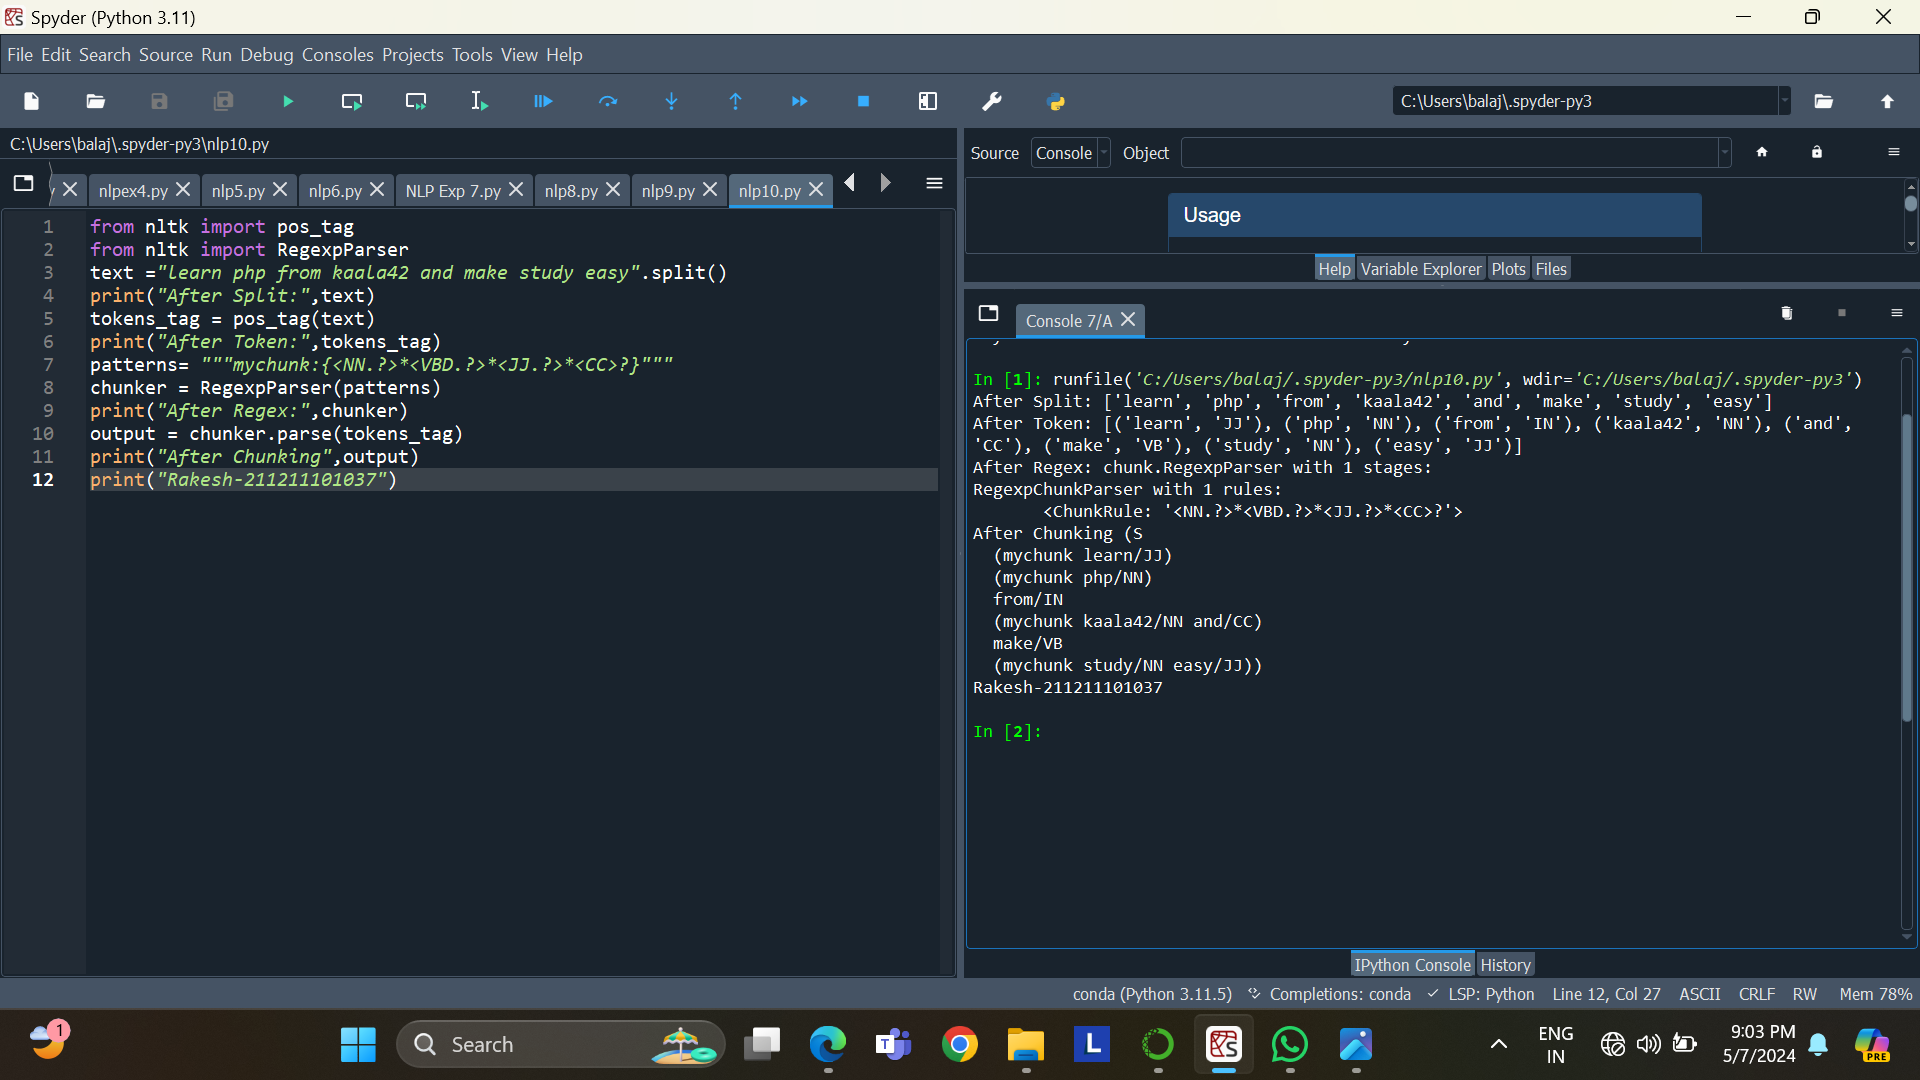 Spyder (Python 3.11)
File Edit Search Source Run Debug Consoles Projects Tools View Help
C:\Users\balaj\.spyder-py3
C:\Users\balaj\.spyder-py3\nlp10.py
nlpex4.py nlp5.py nlp6.py NLP Exp 7.py nlp8.py nlp9.py nlp10.py
1 from nltk import pos_tag
2 from nltk import RegexpParser
3 text ="learn php from kaala42 and make study easy".split()
4 print("After Split:",text)
5 tokens_tag = pos_tag(text)
6 print("After Token:",tokens_tag)
7 patterns= """mychunk:{<NN.?>*<VBD.?>*<JJ.?>*<CC>?}"""
8 chunker = RegexpParser(patterns)
9 print("After Regex:",chunker)
10 output = chunker.parse(tokens_tag)
11 print("After Chunking",output)
12 print("Rakesh-211211101037")
Source Console Object
Usage
Help Variable Explorer Plots Files
Console 7/A
In [1]: runfile('C:/Users/balaj/.spyder-py3/nlp10.py', wdir='C:/Users/balaj/.spyder-py3')
After Split: ['learn', 'php', 'from', 'kaala42', 'and', 'make', 'study', 'easy']
After Token: [('learn', 'JJ'), ('php', 'NN'), ('from', 'IN'), ('kaala42', 'NN'), ('and',
'CC'), ('make', 'VB'), ('study', 'NN'), ('easy', 'JJ')]
After Regex: chunk.RegexpParser with 1 stages:
RegexpChunkParser with 1 rules:
<ChunkRule: '<NN.?>*<VBD.?>*<JJ.?>*<CC>?'>
After Chunking (S
(mychunk learn/JJ)
(mychunk php/NN)
from/IN
(mychunk kaala42/NN and/CC)
make/VB
(mychunk study/NN easy/JJ))
Rakesh-211211101037
In [2]:
IPython Console History
conda (Python 3.11.5) Completions: conda LSP: Python Line 12, Col 27 ASCII CRLF RW Mem 78%
1
Search
T
L
PRE
ENG
IN
9:03 PM
5/7/2024